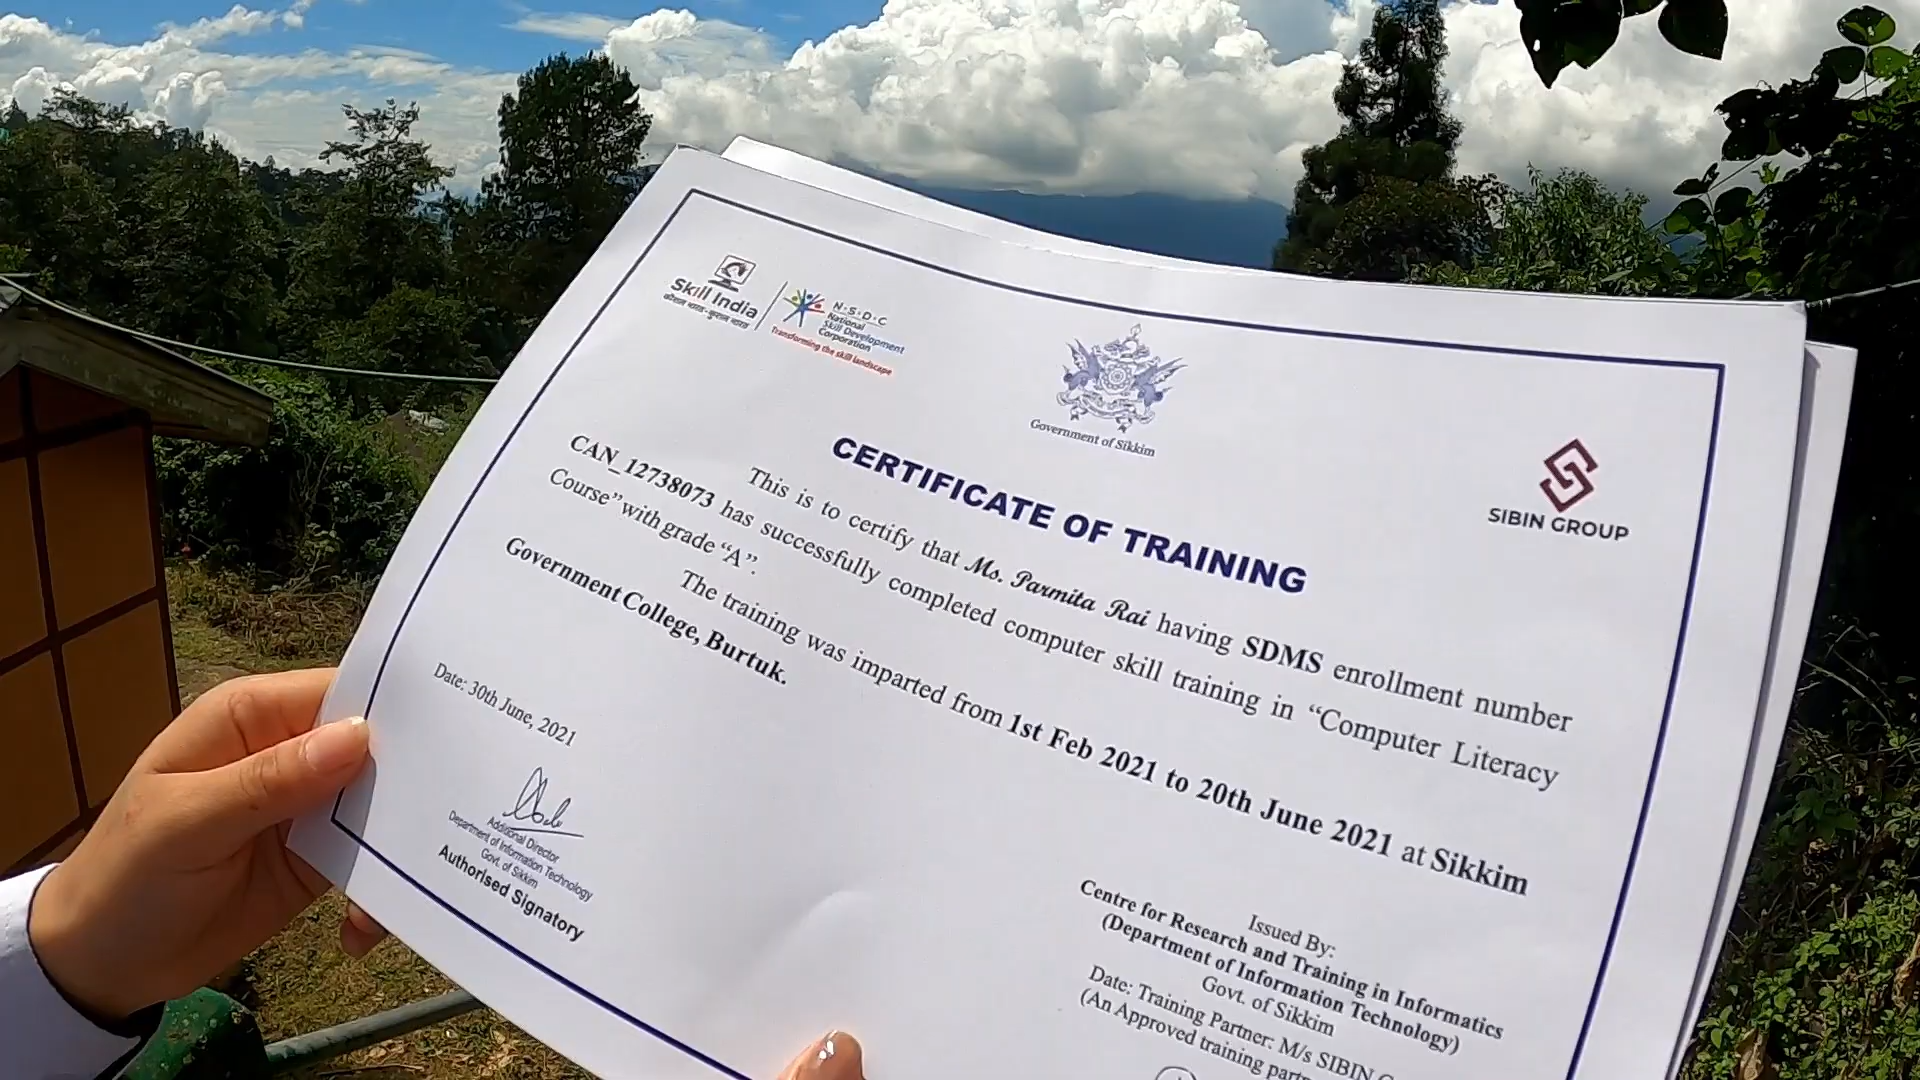 Skill India
कौशल भारत-कुशल भारत
N·S·D·C
National
Skill Development
Corporation
Transforming the skill landscape
Government of Sikkim
SIBIN GROUP
CERTIFICATE OF TRAINING
This is to certify that Ms. Parmita Rai having SDMS enrollment number
CAN_12738073 has successfully completed computer skill training in “Computer Literacy
Course” with grade “A”.
The training was imparted from 1st Feb 2021 to 20th June 2021 at Sikkim
Government College, Burtuk.
Date: 30th June, 2021
Additional Director
Department of Information Technology
Govt. of Sikkim
Authorised Signatory
Issued By:
Centre for Research and Training in Informatics
(Department of Information Technology)
Govt. of Sikkim
Date: Training Partner: M/s SIBIN
(An Approved training